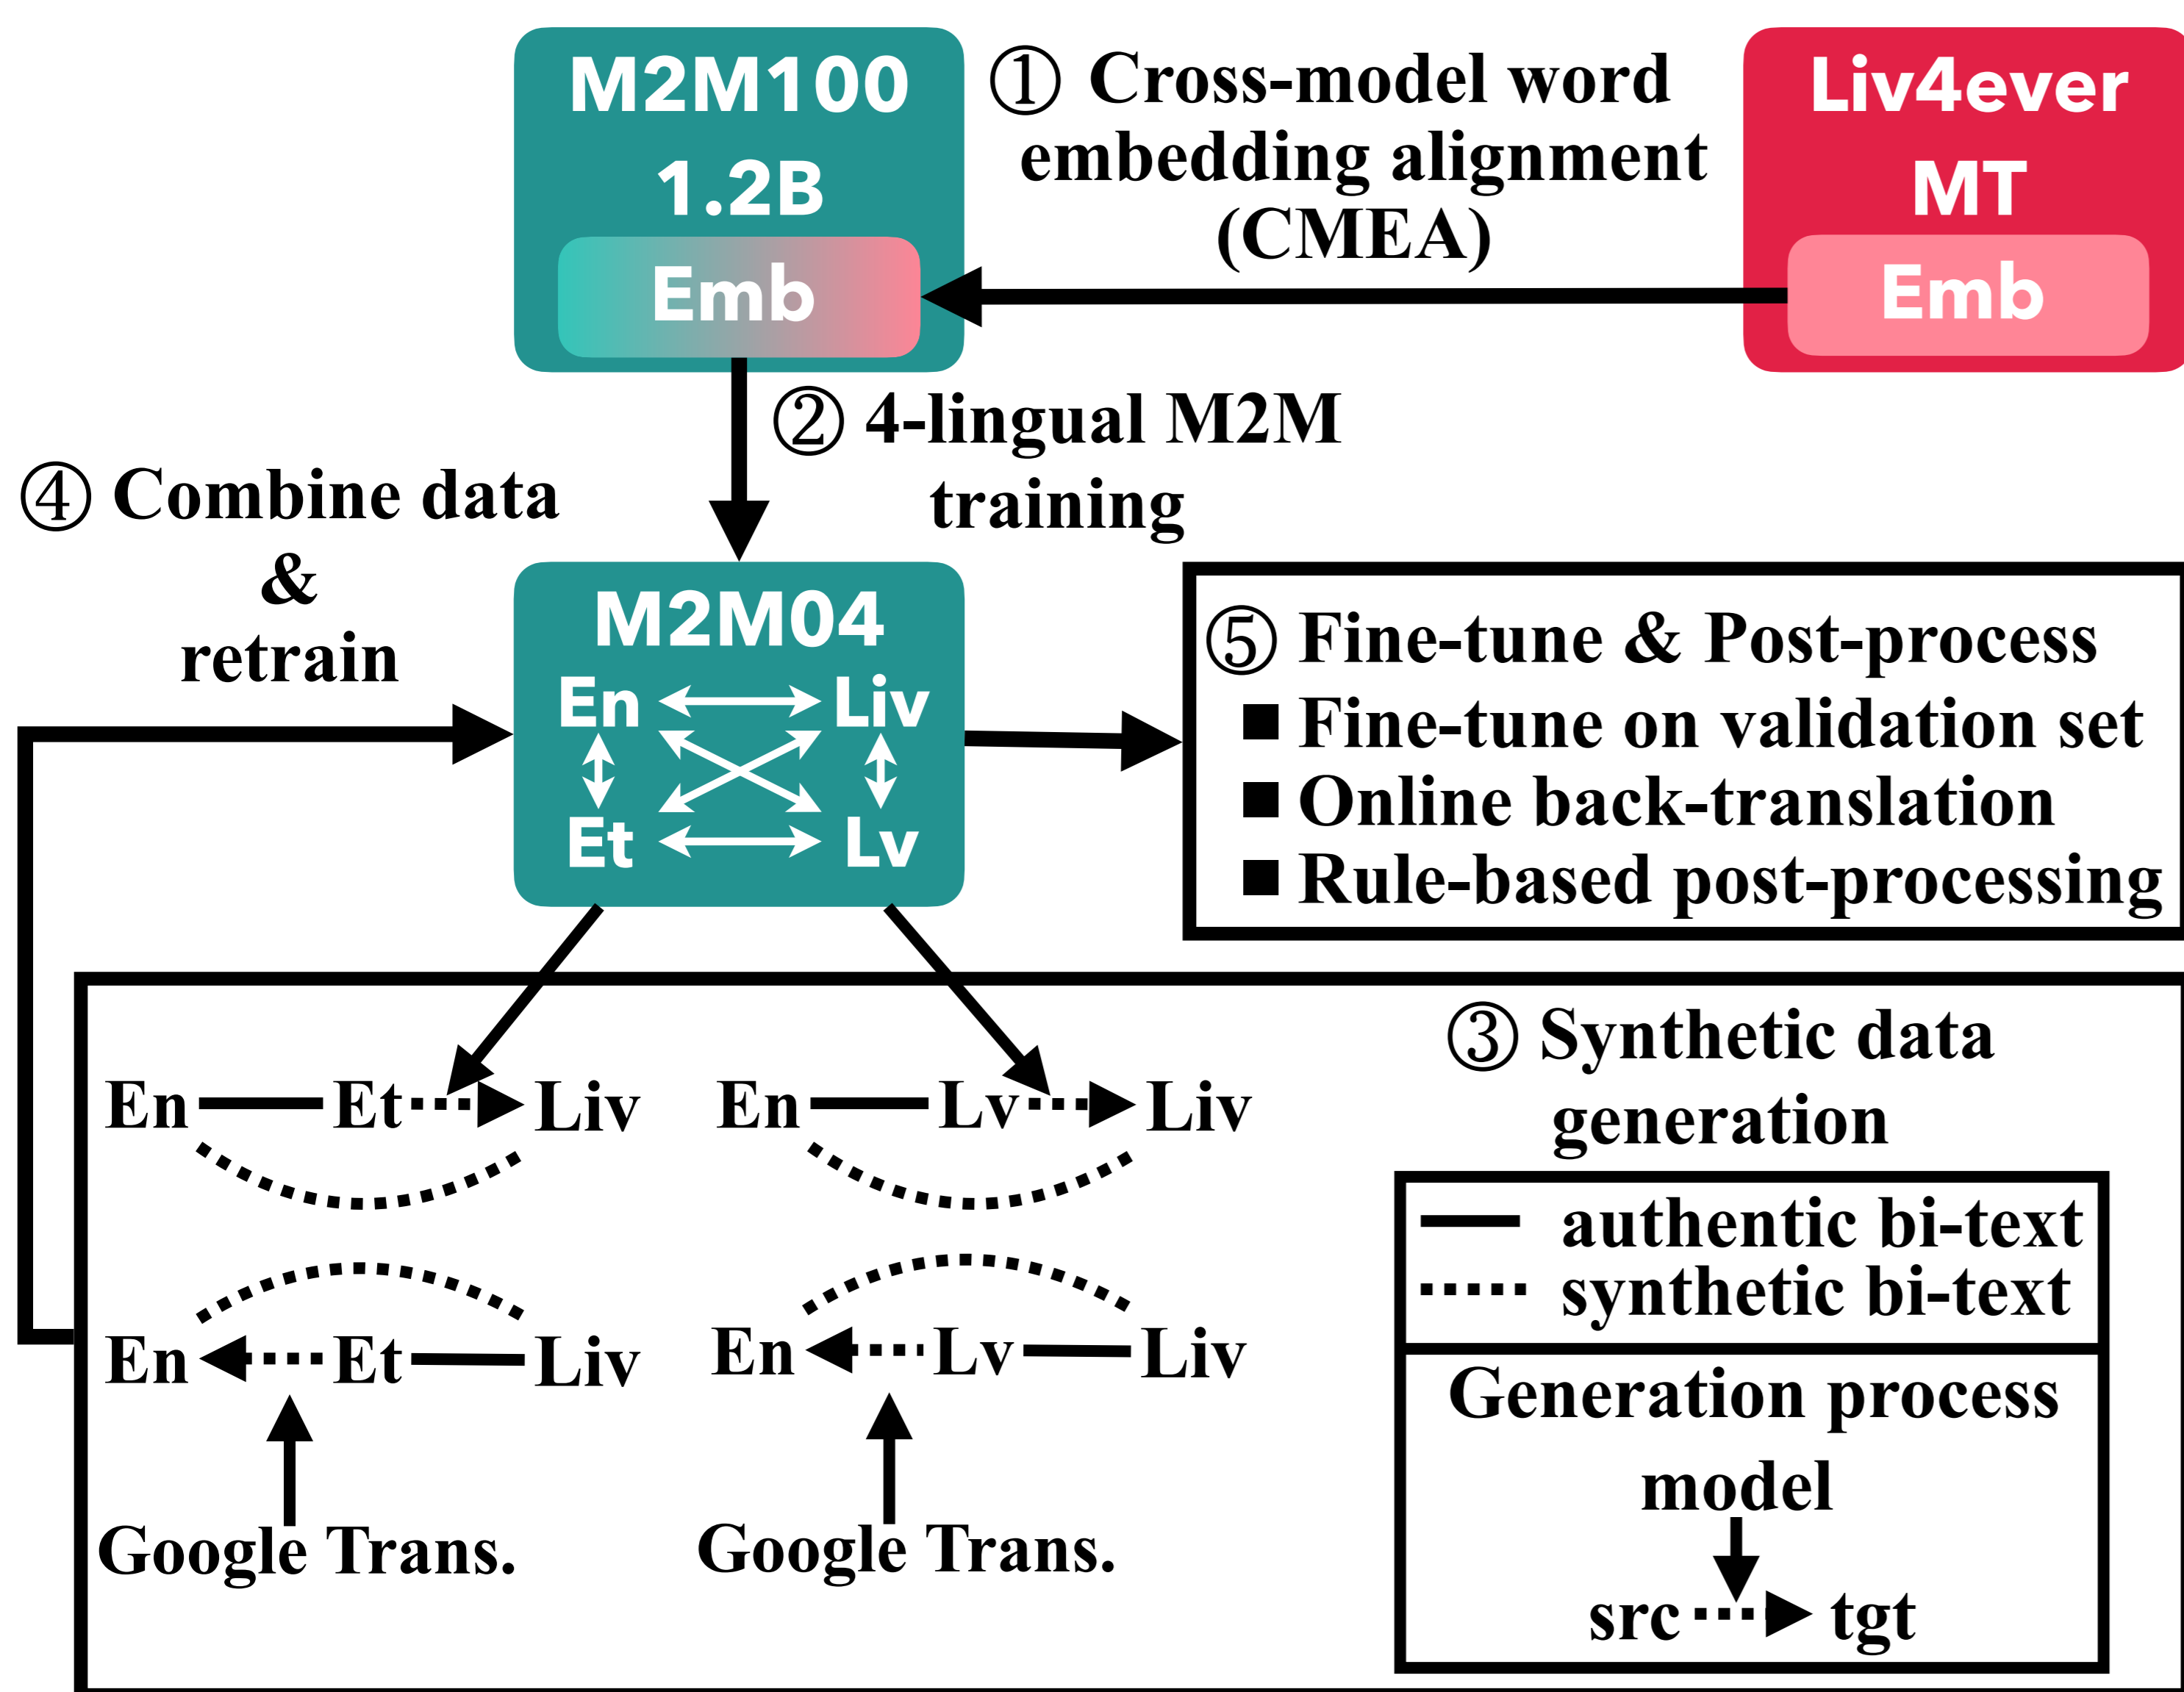 M2M100
1.2B
Emb
① Cross-model word
embedding alignment
(CMEA)
Liv4ever
MT
Emb
② 4-lingual M2M
training
④ Combine data
&
retrain
M2M04
En Liv
Et Lv
⑤ Fine-tune & Post-process
■ Fine-tune on validation set
■ Online back-translation
■ Rule-based post-processing
③ Synthetic data
generation
En Et Liv
En Lv Liv
En Et Liv
En Lv Liv
Google Trans.
Google Trans.
authentic bi-text
synthetic bi-text
Generation process
model
src tgt